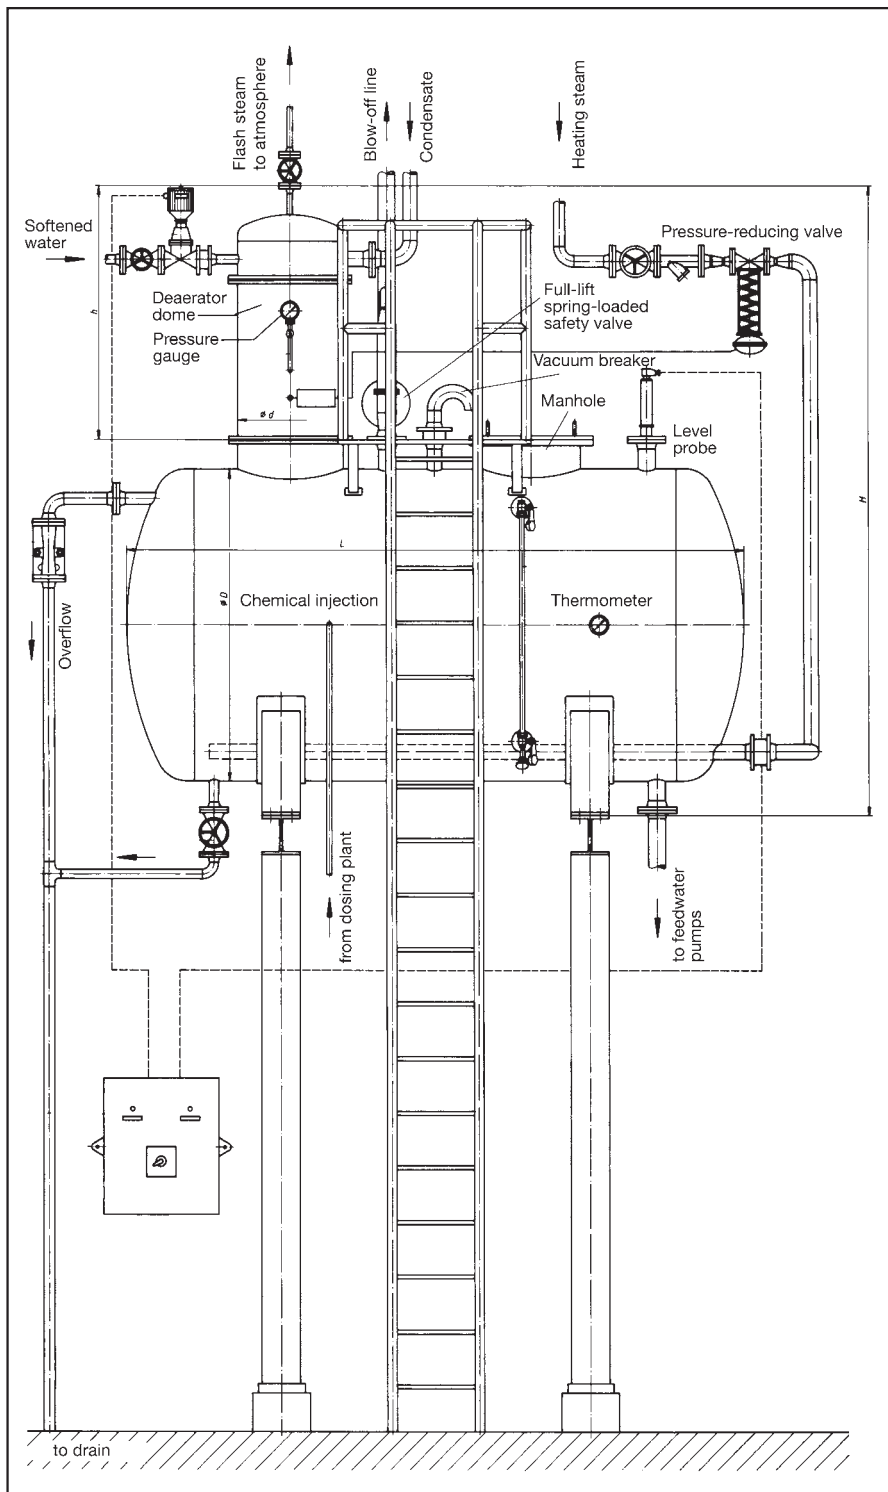 Flash steam
to atmosphere
Blow-off line
Condensate
Heating steam
Softened
water
Pressure-reducing valve
Deaerator
dome
Pressure
gauge
Full-lift
spring-loaded
safety valve
Vacuum breaker
Manhole
Level
probe
h
ø d
H
L
ø D
Chemical injection
Thermometer
Overflow
from dosing plant
to feedwater
pumps
to drain